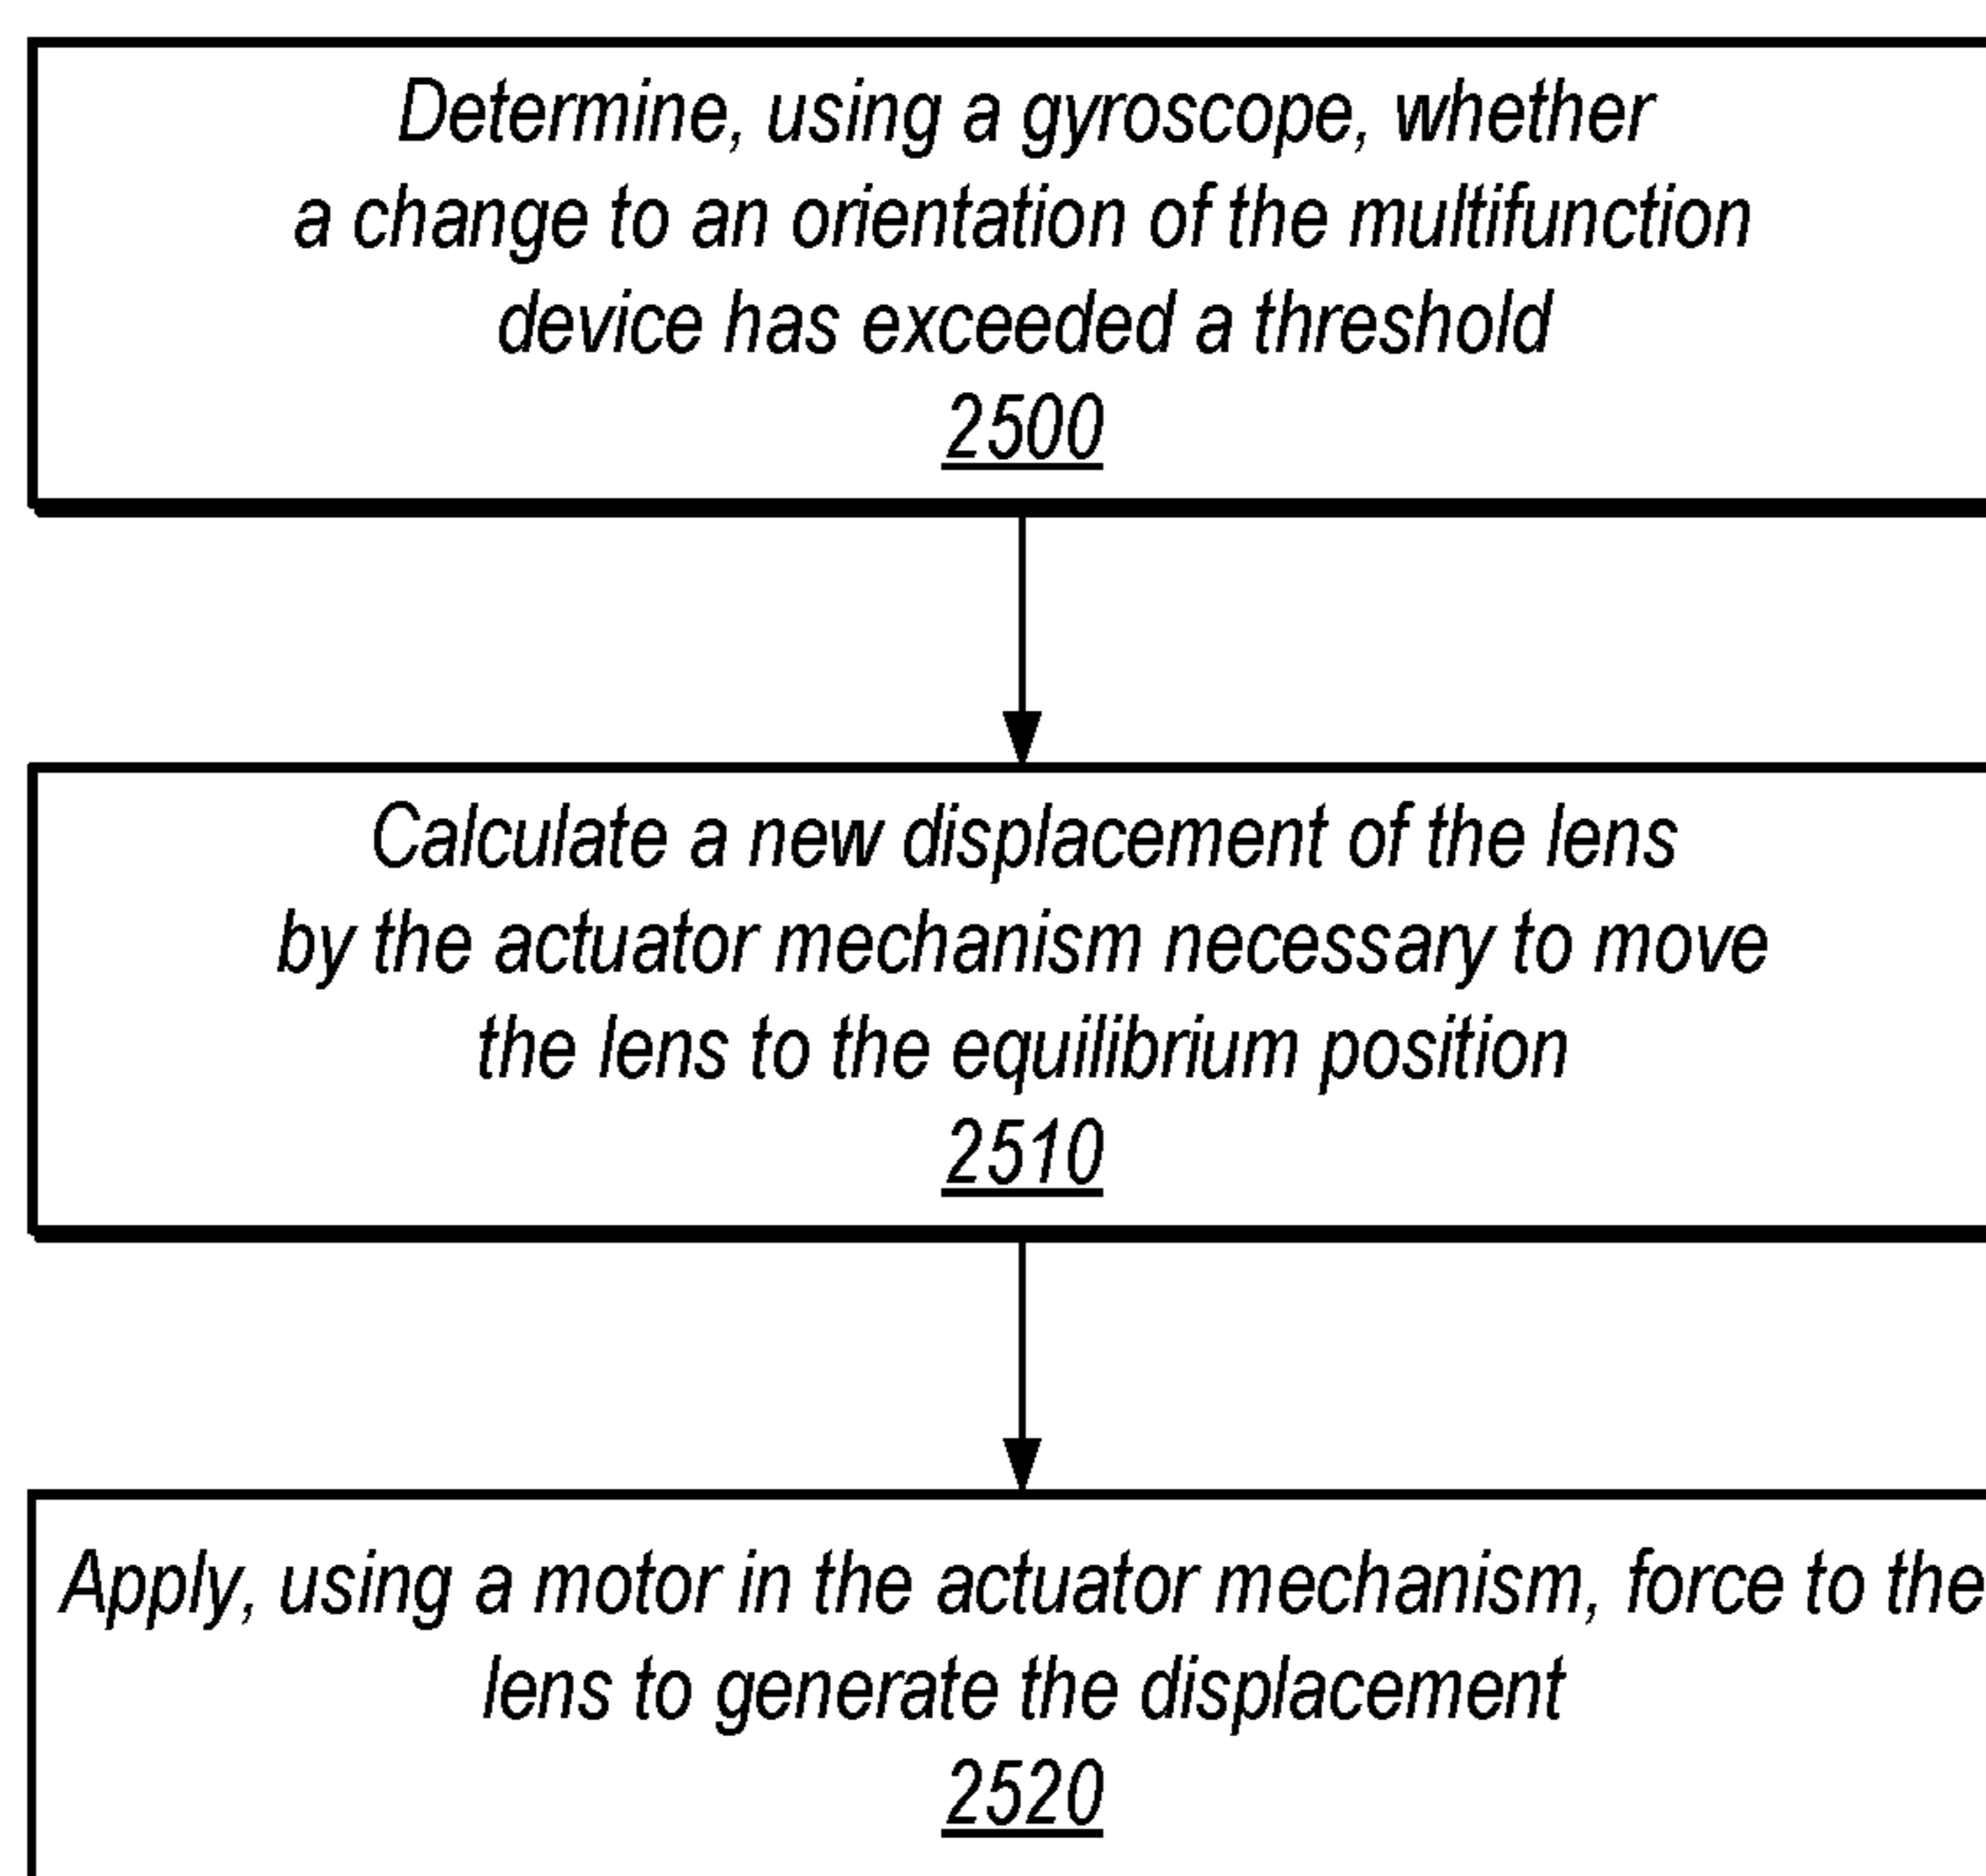 Determine, using a gyroscope, whether
a change to an orientation of the multifunction
device has exceeded a threshold
2500
Calculate a new displacement of the lens
by the actuator mechanism necessary to move
the lens to the equilibrium position
2510
Apply, using a motor in the actuator mechanism, force to the
lens to generate the displacement
2520